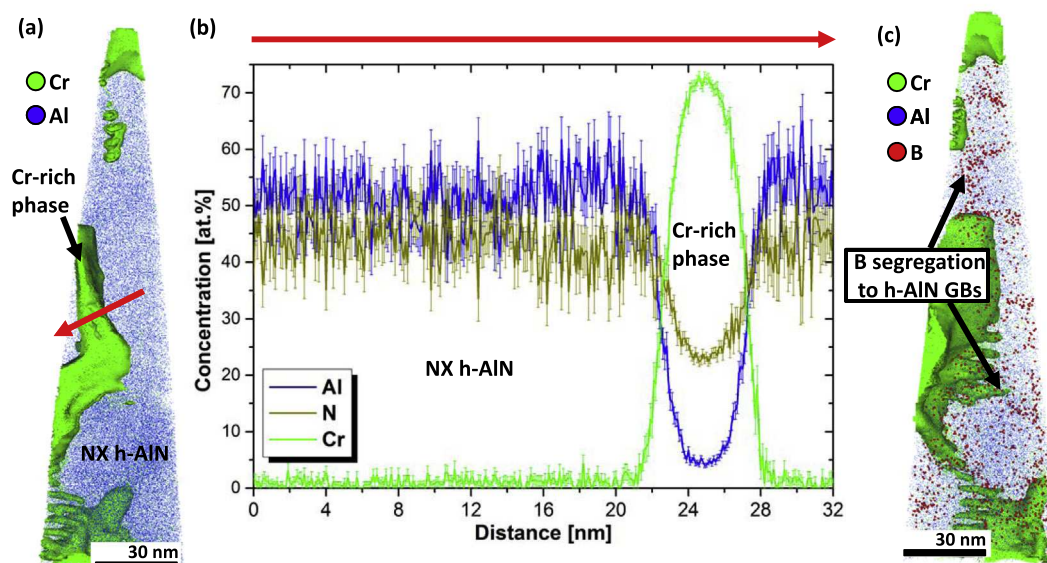 (a)
Cr
Al
Cr-rich
phase
NX h-AlN
30 nm
(b)
Concentration [at.%]
70
60
50
40
30
20
10
0
Cr-rich
phase
NX h-AlN
Al
N
Cr
0 4 8 12 16 20 24 28 32
Distance [nm]
(c)
Cr
Al
B
B segregation
to h-AlN GBs
30 nm